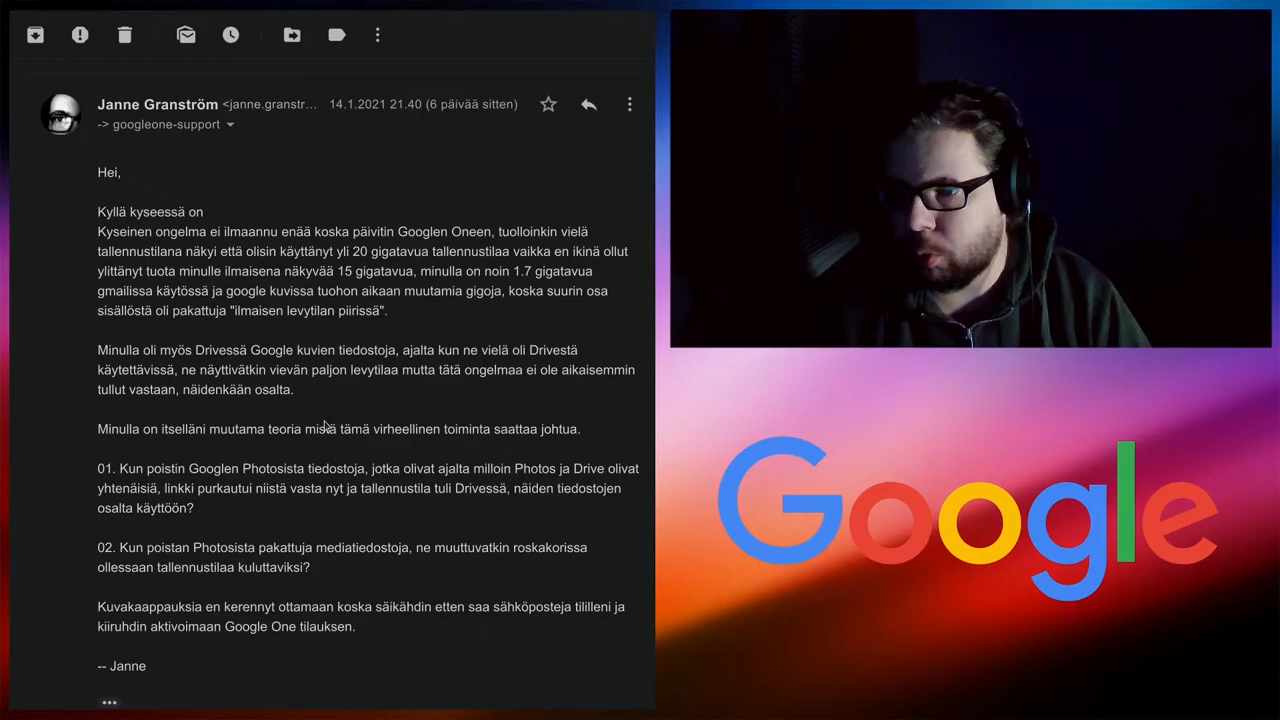 Janne Granström <janne.granstr... 14.1.2021 21.40 (6 päivää sitten)
-> googleone-support
Hei,
Kyllä kyseessä on
Kyseinen ongelma ei ilmaannu enää koska päivitin Googlen Oneen, tuolloinkin vielä
tallennustilana näkyi että olisin käyttänyt yli 20 gigatavua tallennustilaa vaikka en ikinä ollut
ylittänyt tuota minulle ilmaisena näkyvää 15 gigatavua, minulla on noin 1.7 gigatavua
gmailissa käytössä ja google kuvissa tuohon aikaan muutamia gigoja, koska suurin osa
sisällöstä oli pakattuja "ilmaisen levytilan piirissä".
Minulla oli myös Drivessä Google kuvien tiedostoja, ajalta kun ne vielä oli Drivestä
käytettävissä, ne näyttivätkin vievän paljon levytilaa mutta tätä ongelmaa ei ole aikaisemmin
tullut vastaan, näidenkään osalta.
Minulla on itselläni muutama teoria missä tämä virheellinen toiminta saattaa johtua.
01. Kun poistin Googlen Photosista tiedostoja, jotka olivat ajalta milloin Photos ja Drive olivat
yhtenäisiä, linkki purkautui niistä vasta nyt ja tallennustila tuli Drivessä, näiden tiedostojen
osalta käyttöön?
02. Kun poistan Photosista pakattuja mediatiedostoja, ne muuttuvatkin roskakorissa
ollessaan tallennustilaa kuluttaviksi?
Kuvakaappauksia en kerennyt ottamaan koska säikähdin etten saa sähköposteja tililleni ja
kiiruhdin aktivoimaan Google One tilauksen.
-- Janne
Google